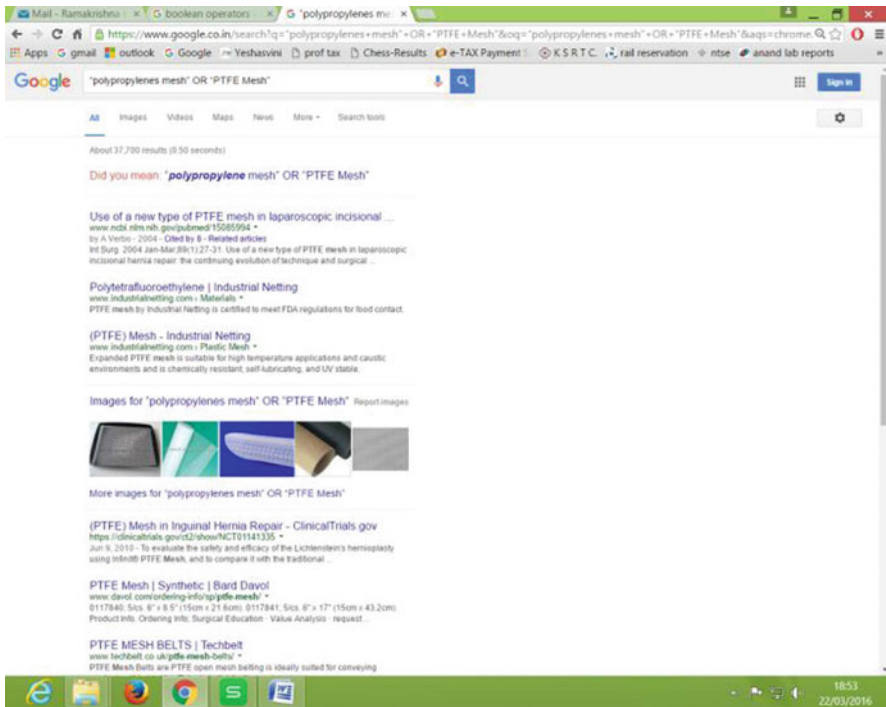 Mail - Ramakrishna
G boolean operators -
G "polypropylenes me
https://www.google.co.in/search?q="polypropylenes+mesh"+OR+"PTFE+Mesh"&oq="polypropylenes+mesh"+OR+"PTFE+Mesh"&aqs=chrome.
Apps G gmail outlook G Google Yeshasvini prof tax Chess-Results e-TAX Payment K S R T C. rail reservation ntse anand lab reports »
Google "polypropylenes mesh" OR "PTFE Mesh" Sign in
All Images Videos Maps News More Search tools
About 37,700 results (0.50 seconds)
Did you mean: "polypropylene mesh" OR "PTFE Mesh"
Use of a new type of PTFE mesh in laparoscopic incisional ...
www.ncbi.nlm.nih.gov/pubmed/15085994
by A Verbo - 2004 - Cited by 8 - Related articles
Int Surg. 2004 Jan-Mar;89(1):27-31. Use of a new type of PTFE mesh in laparoscopic
incisional hernia repair: the continuing evolution of technique and surgical ...
Polytetrafluoroethylene | Industrial Netting
www.industrialnetting.com › Materials
PTFE mesh by Industrial Netting is certified to meet FDA regulations for food contact.
(PTFE) Mesh - Industrial Netting
www.industrialnetting.com › Plastic Mesh
Expanded PTFE mesh is suitable for high temperature applications and caustic
environments and is chemically resistant, self-lubricating, and UV stable.
Images for "polypropylenes mesh" OR "PTFE Mesh" Report images
More images for "polypropylenes mesh" OR "PTFE Mesh"
(PTFE) Mesh in Inguinal Hernia Repair - ClinicalTrials.gov
https://clinicaltrials.gov/ct2/show/NCT01141335
Jun 9, 2010 - To evaluate the safety and efficacy of the Lichtenstein's hernioplasty
using Infinit® PTFE Mesh, and to compare it with the traditional ...
PTFE Mesh | Synthetic | Bard Davol
www.davol.com/ordering-info/sp/ptfe-mesh/
0117840, 5/cs. 6" x 8.5" (15cm x 21.6cm). 0117841, 5/cs. 6" x 17" (15cm x 43.2cm).
Product Info. Ordering Info; Surgical Education · Value Analysis · request ...
PTFE MESH BELTS | Techbelt
www.techbelt.co.uk/ptfe-mesh-belts/
PTFE Mesh Belts are PTFE open mesh belting is ideally suited for conveying
18:53
22/03/2016